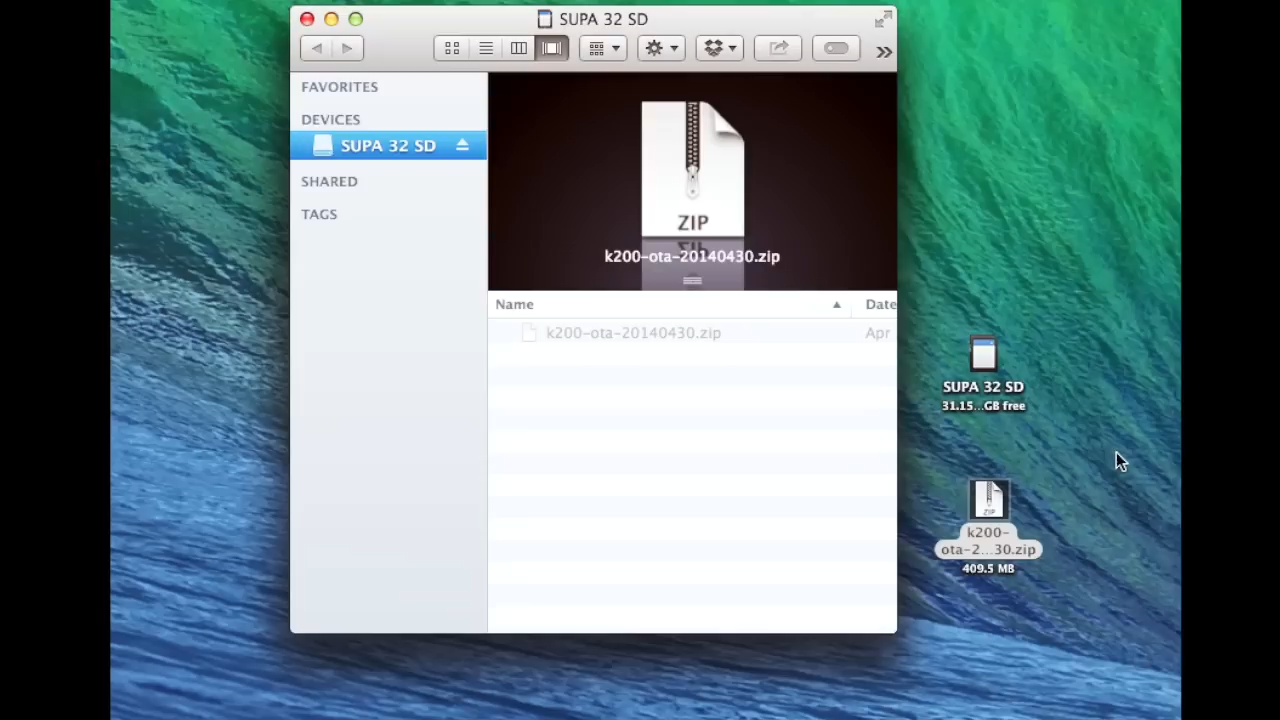 SUPA 32 SD
FAVORITES
DEVICES
SUPA 32 SD
SHARED
TAGS
ZIP
k200-ota-20140430.zip
Name
Date
k200-ota-20140430.zip
Apr
SUPA 32 SD
31.15...GB free
ZIP
k200-
ota-2...30.zip
409.5 MB